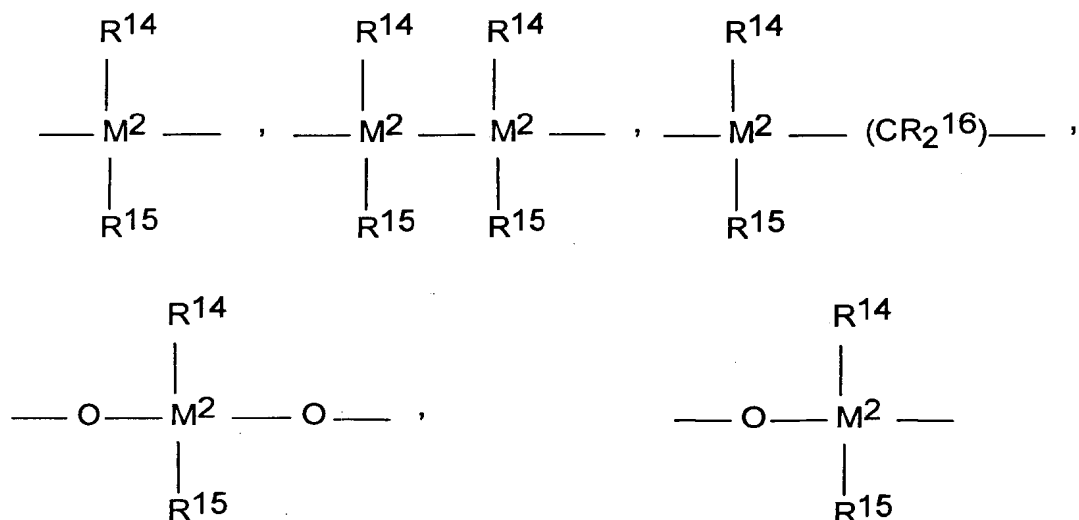 R¹⁴ R¹⁴ R¹⁴ R¹⁴
— M² — , — M² — M² — , — M² — (CR₂¹⁶) — ,
R¹⁵ R¹⁵ R¹⁵ R¹⁵
R¹⁴ R¹⁴
— O — M² — O — , — O — M² —
R¹⁵ R¹⁵